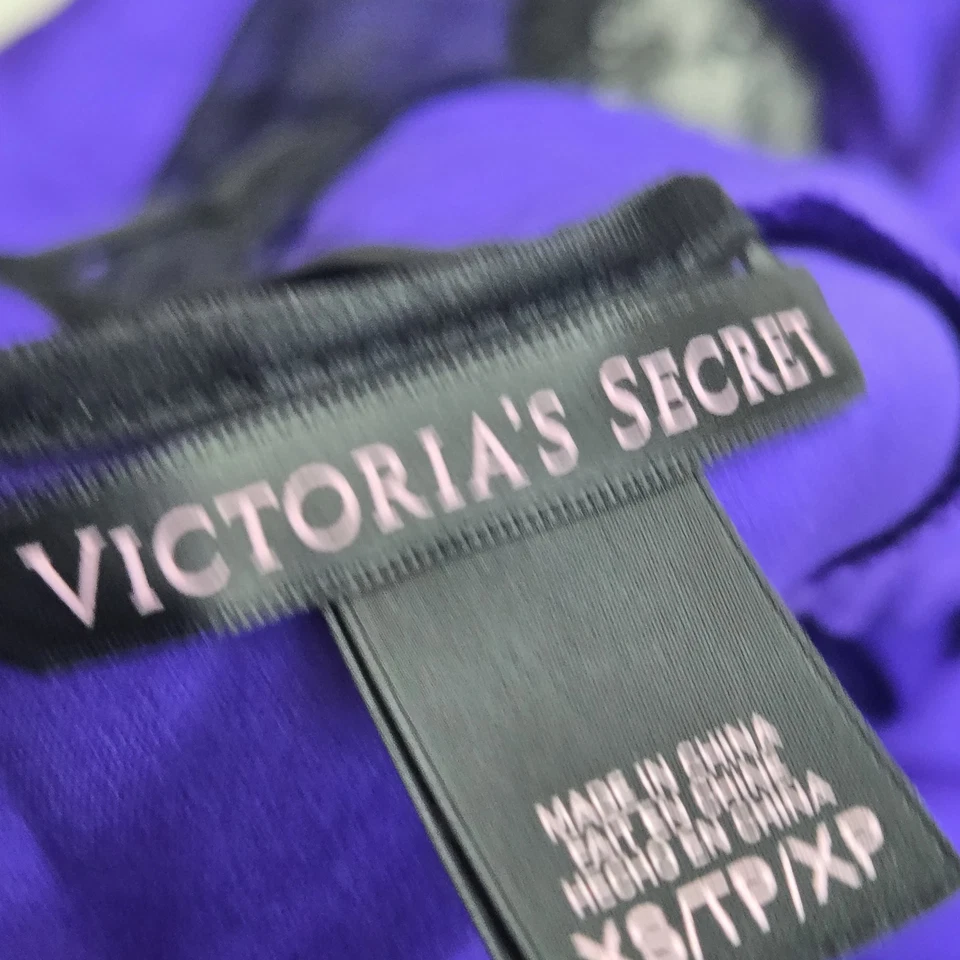 VICTORIA'S SECRET
MADE IN CHINA
FAIT EN CHINE
HECHO EN CHINA
XS/TP/XP